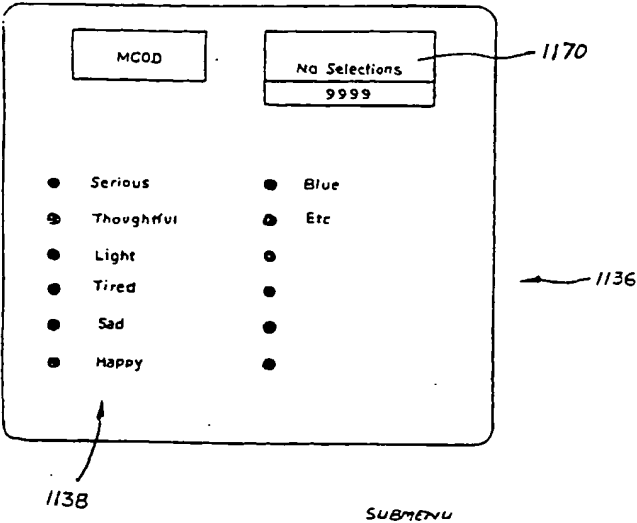 MOOD
No Selections
9999
1170
Serious
Blue
Thoughtful
Etc
Light
Tired
1136
Sad
Happy
1138
SUBMENU